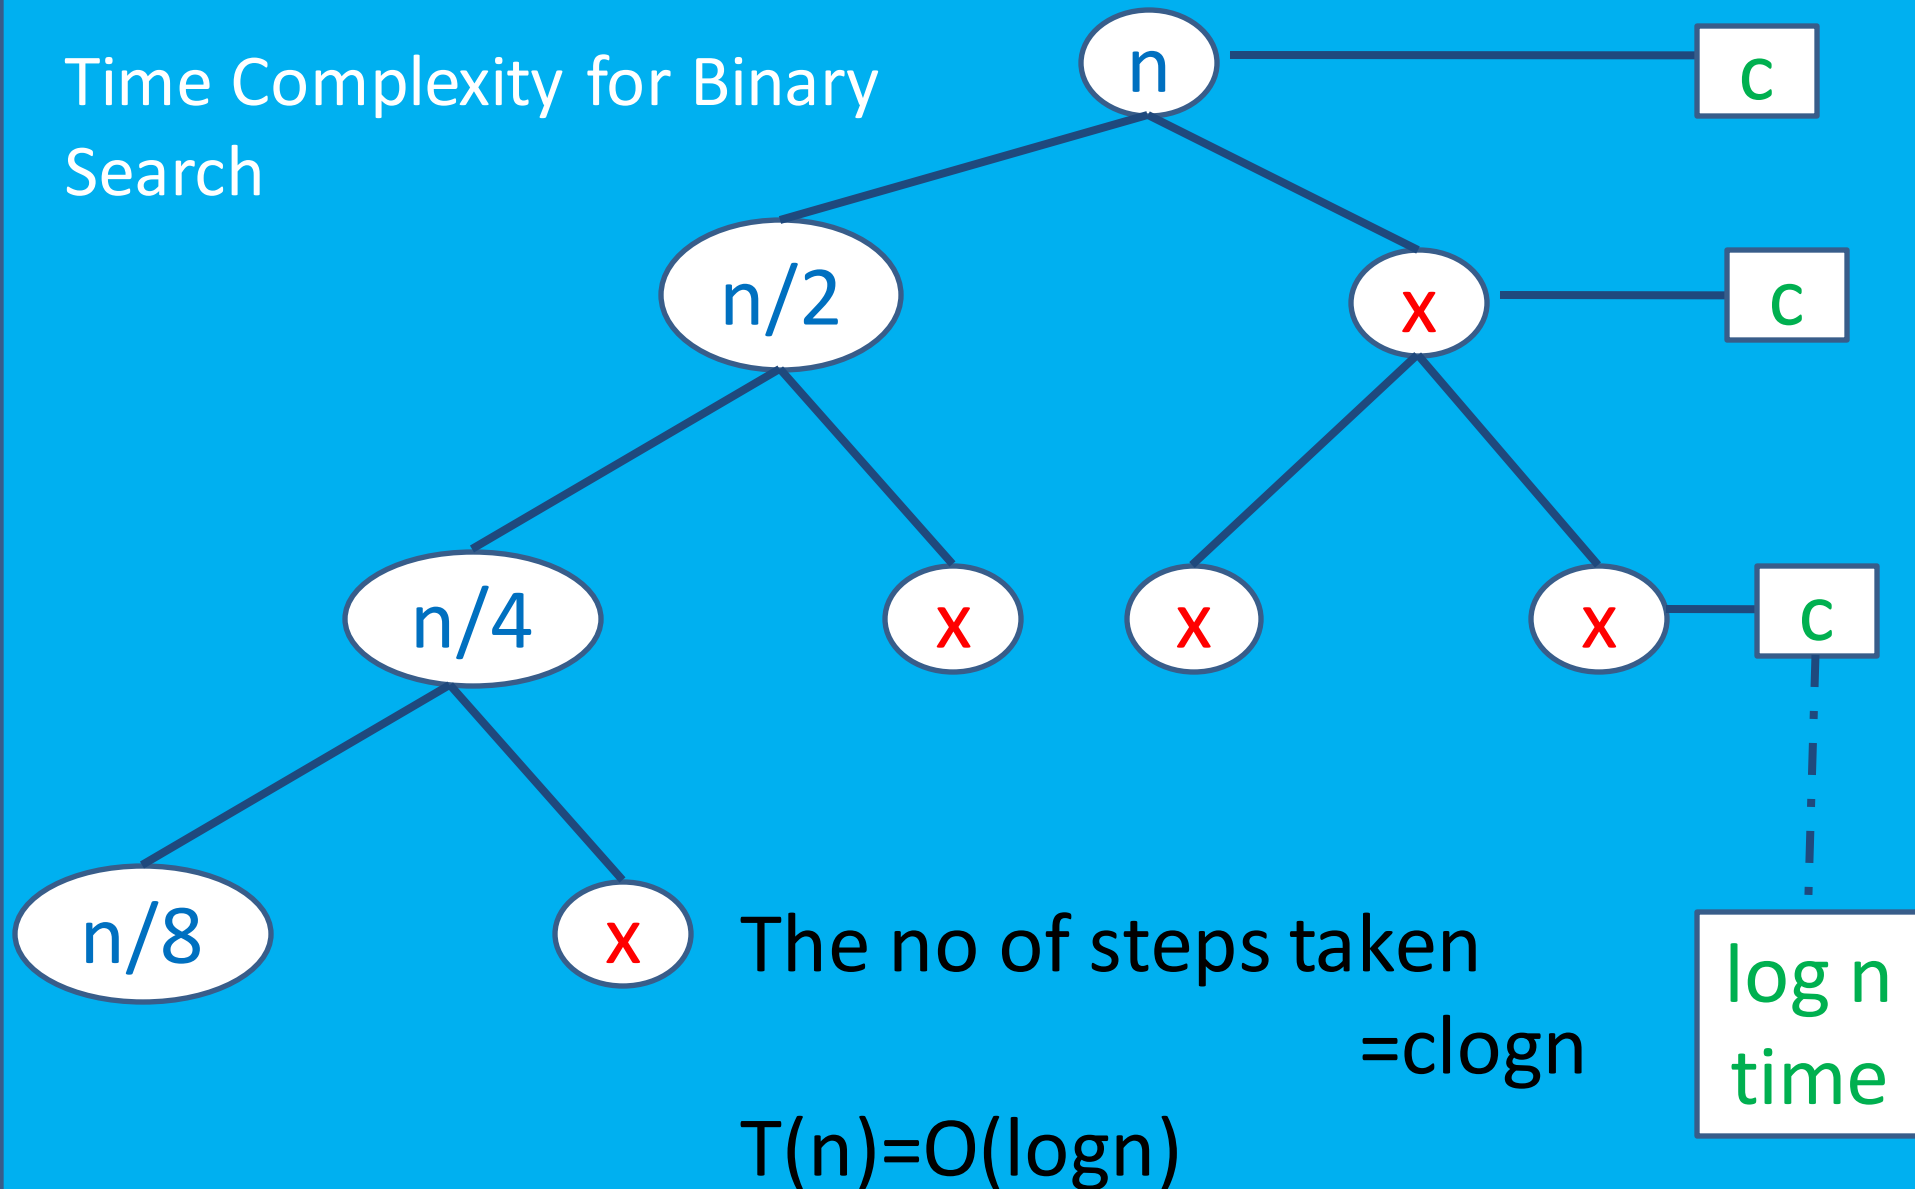 Time Complexity for Binary
Search
n
c
n/2
x
c
n/4
x
x
x
c
n/8
x
The no of steps taken
=clogn
T(n)=O(logn)
log n
time